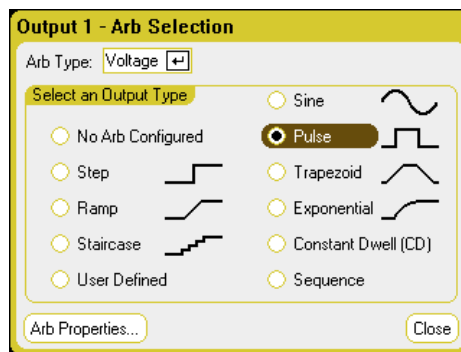 Output 1 - Arb Selection
Arb Type: Voltage
Select an Output Type
No Arb Configured
Step
Ramp
Staircase
User Defined
Sine
Pulse
Trapezoid
Exponential
Constant Dwell (CD)
Sequence
Arb Properties...
Close